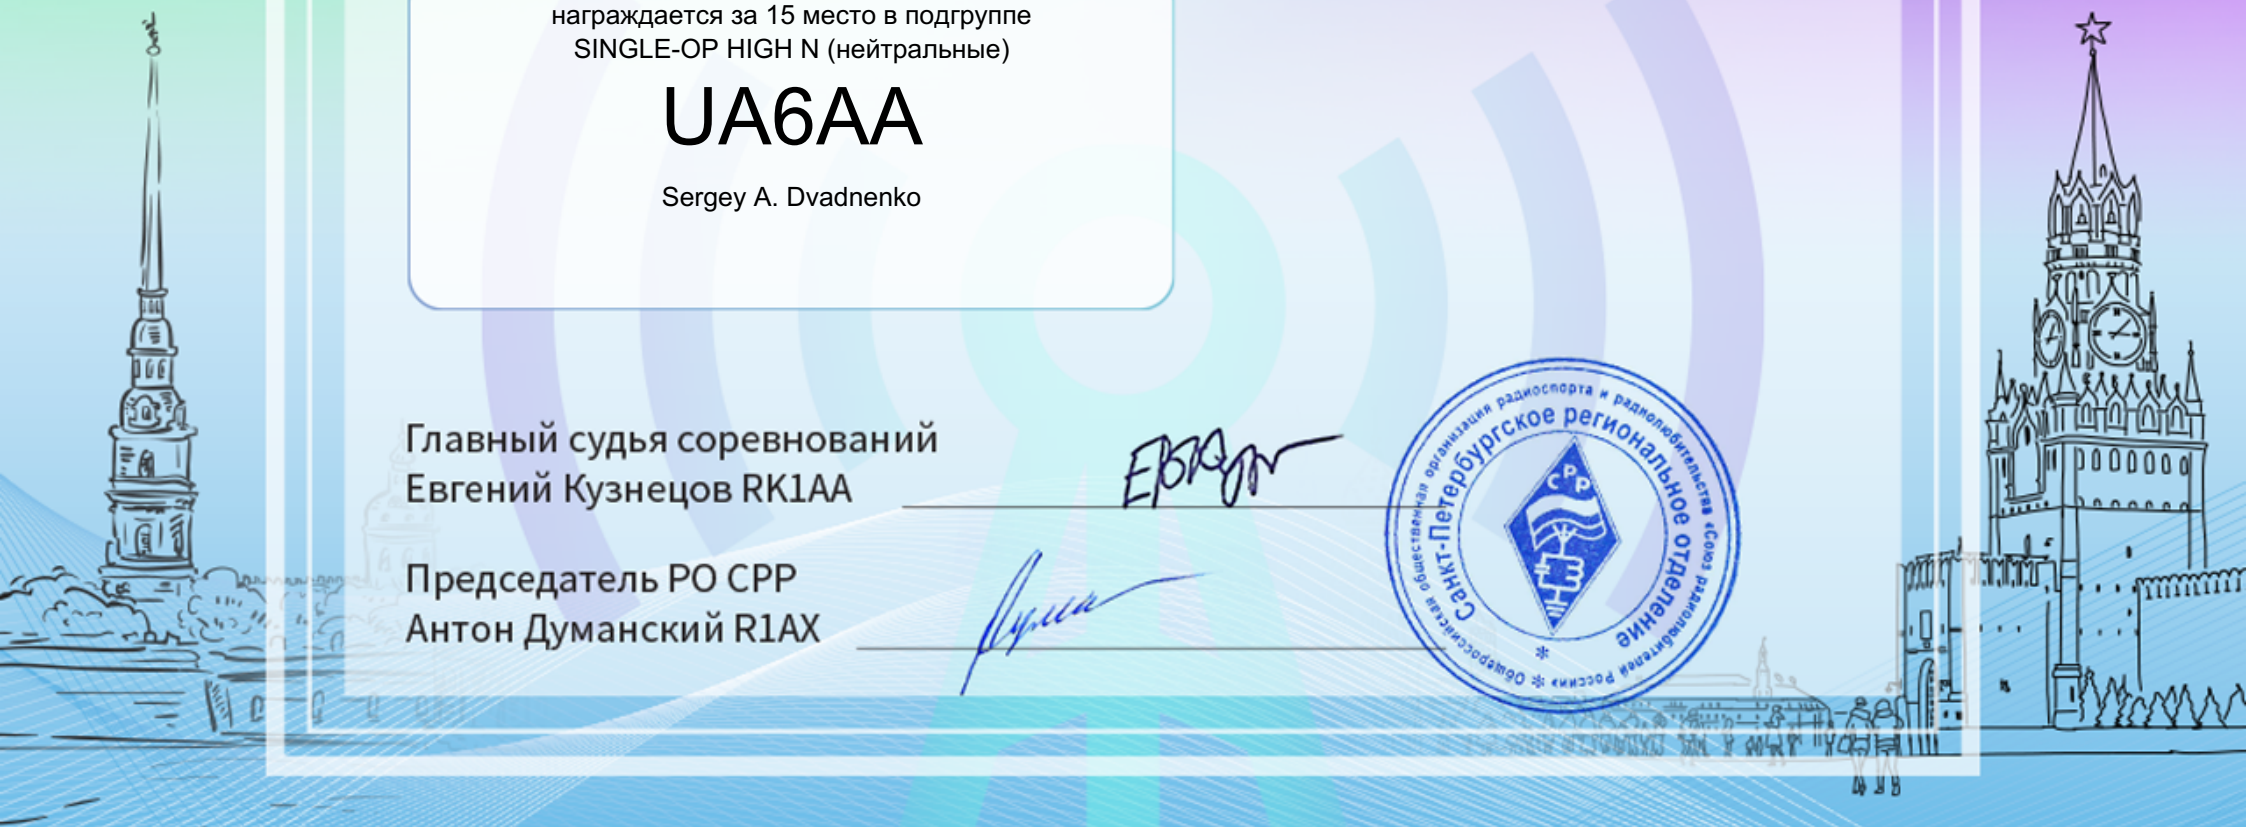 награждается за 15 место в подгруппе
SINGLE-OP HIGH N (нейтральные)
UA6AA
Sergey A. Dvadnenko
Главный судья соревнований
Евгений Кузнецов RK1AA
Председатель РО СРР
Антон Думанский R1AX
Общероссийская общественная организация радиоспорта и радиолюбительства «Союз радиолюбителей России»
Санкт-Петербургское региональное отделение
СРР